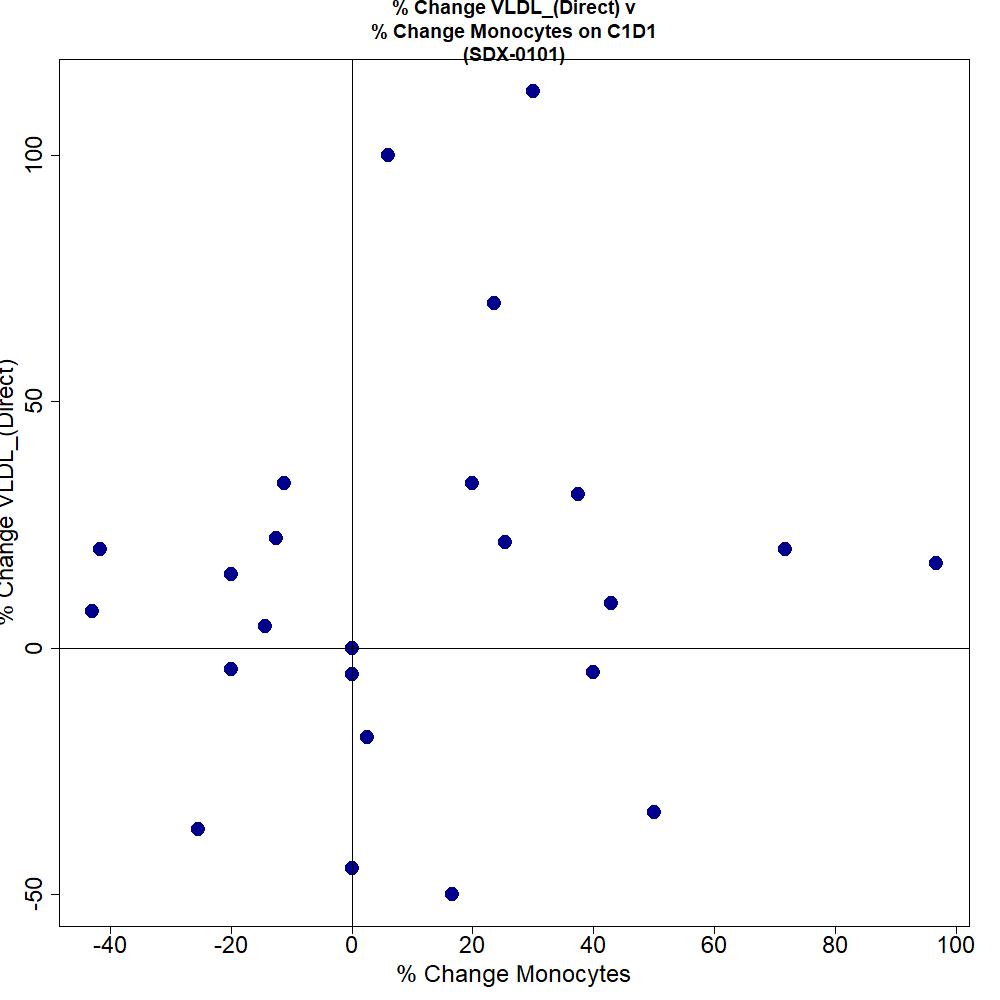 % Change VLDL_(Direct) v
% Change Monocytes on C1D1
(SDX-0101)
100
50
0
-50
% Change VLDL_(Direct)
-40 -20 0 20 40 60 80 100
% Change Monocytes